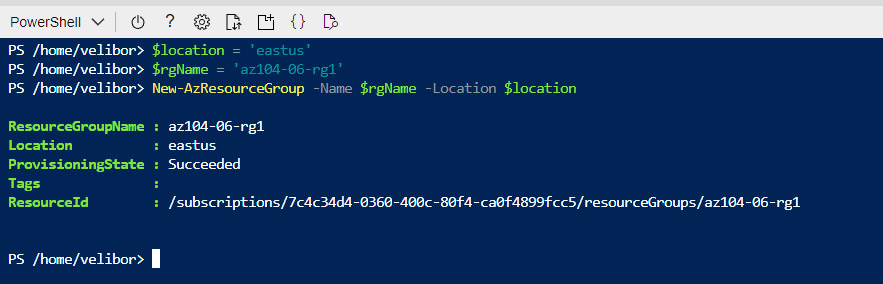 PowerShell
PS /home/velibor> $location = 'eastus'
PS /home/velibor> $rgName = 'az104-06-rg1'
PS /home/velibor> New-AzResourceGroup -Name $rgName -Location $location
ResourceGroupName : az104-06-rg1
Location          : eastus
ProvisioningState : Succeeded
Tags              :
ResourceId        : /subscriptions/7c4c34d4-0360-400c-80f4-ca0f4899fcc5/resourceGroups/az104-06-rg1
PS /home/velibor>